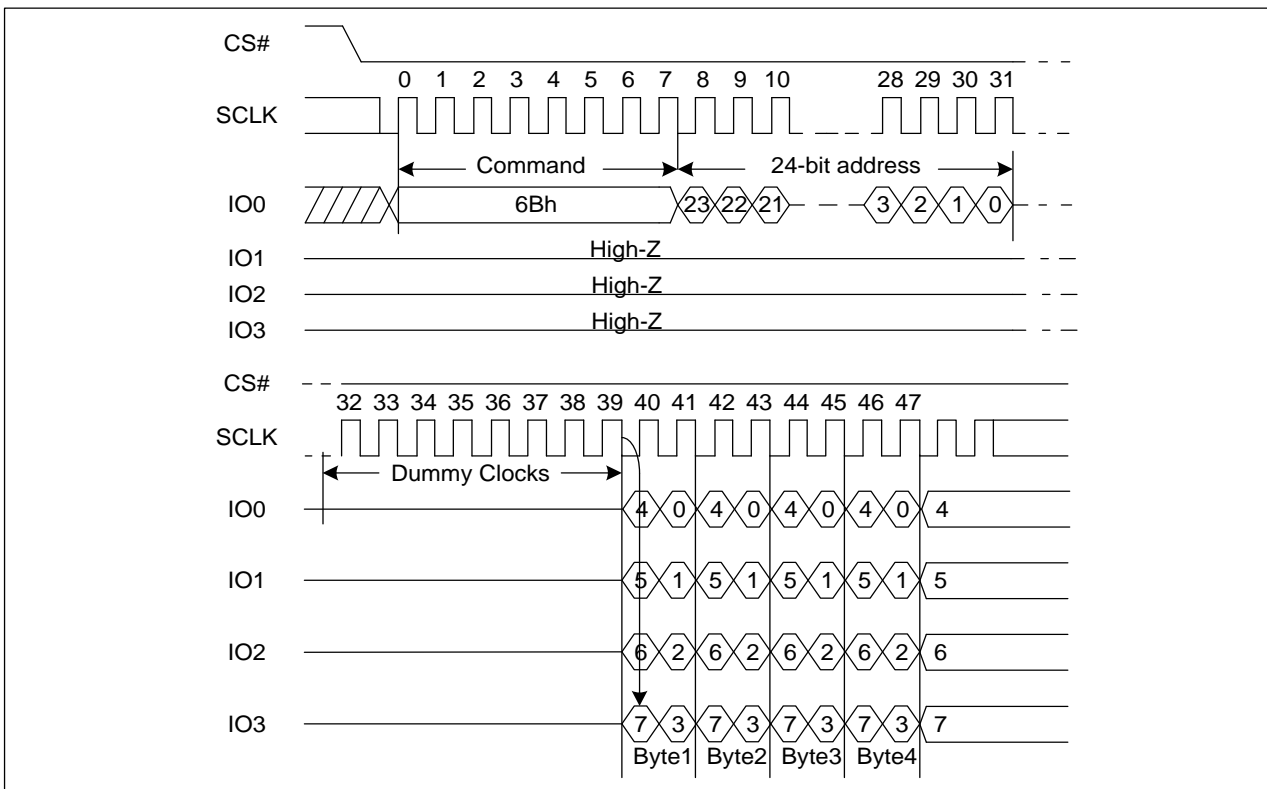 CS#
0 1 2 3 4 5 6 7 8 9 10 28 29 30 31
SCLK
Command 24-bit address
IO0 6Bh 23 22 21 3 2 1 0
IO1 High-Z
IO2 High-Z
IO3 High-Z
CS#
32 33 34 35 36 37 38 39 40 41 42 43 44 45 46 47
SCLK
Dummy Clocks
IO0 4 0 4 0 4 0 4 0 4
IO1 5 1 5 1 5 1 5 1 5
IO2 6 2 6 2 6 2 6 2 6
IO3 7 3 7 3 7 3 7 3 7
Byte1 Byte2 Byte3 Byte4